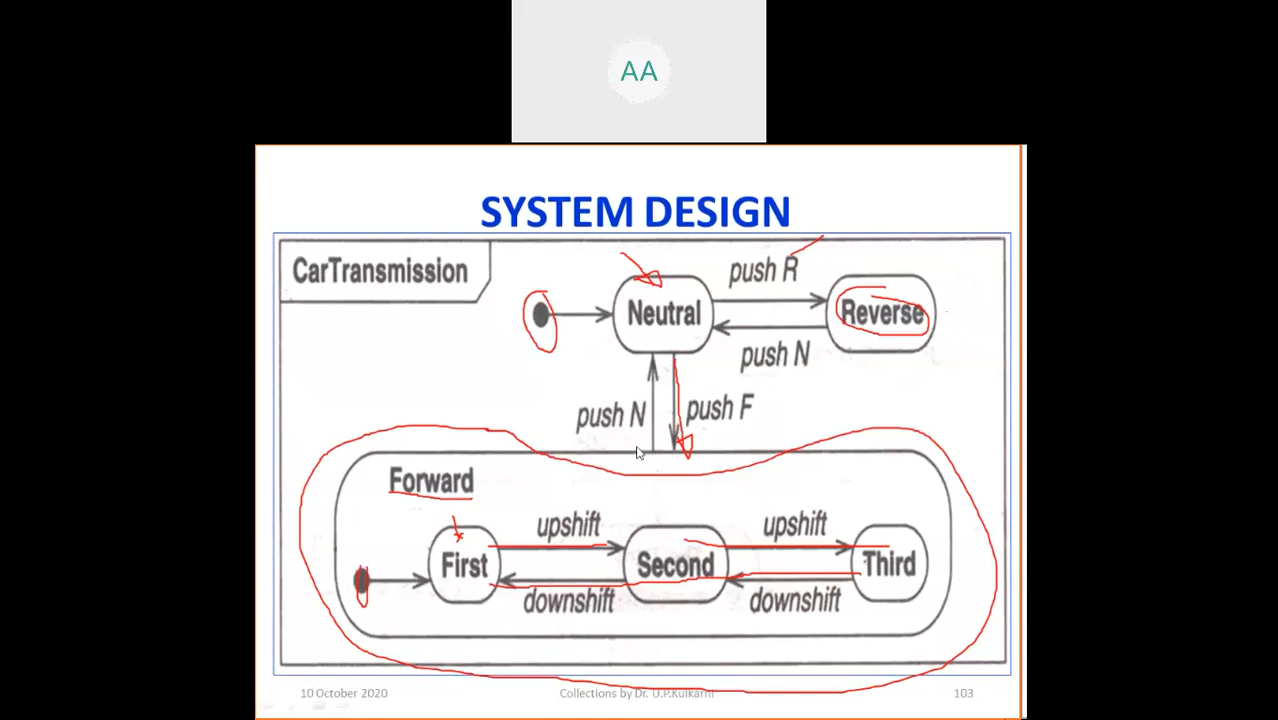 AA
SYSTEM DESIGN
CarTransmission
push R
Neutral
Reverse
push N
push N
push F
Forward
upshift
upshift
First
Second
Third
downshift
downshift
10 October 2020
Collections by Dr. U.P.Kulkarni
103